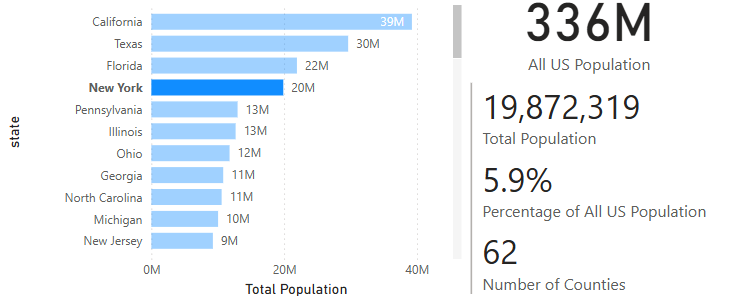 state
California 39M
Texas 30M
Florida 22M
New York 20M
Pennsylvania 13M
Illinois 13M
Ohio 12M
Georgia 11M
North Carolina 11M
Michigan 10M
New Jersey 9M
0M 20M 40M
Total Population
336M
All US Population
19,872,319
Total Population
5.9%
Percentage of All US Population
62
Number of Counties